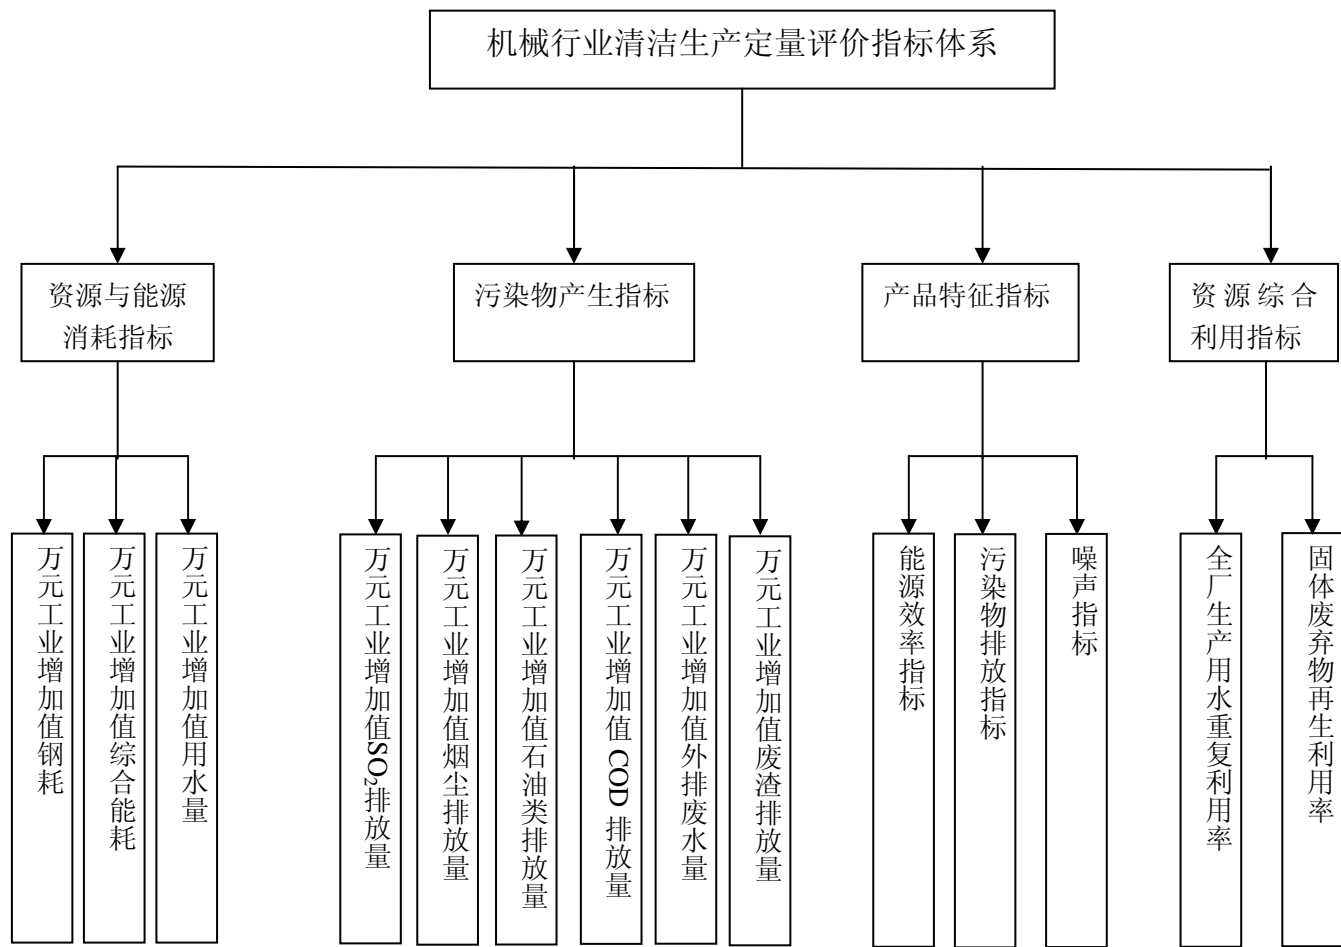 机械行业清洁生产定量评价指标体系
资源与能源
消耗指标
污染物产生指标
产品特征指标
资源综合
利用指标
万元工业增加值钢耗
万元工业增加值综合能耗
万元工业增加值用水量
万元工业增加值SO₂排放量
万元工业增加值烟尘排放量
万元工业增加值石油类排放量
万元工业增加值 COD 排放量
万元工业增加值外排废水量
万元工业增加值废渣排放量
能源效率指标
污染物排放指标
噪声指标
全厂生产用水重复利用率
固体废弃物再生利用率